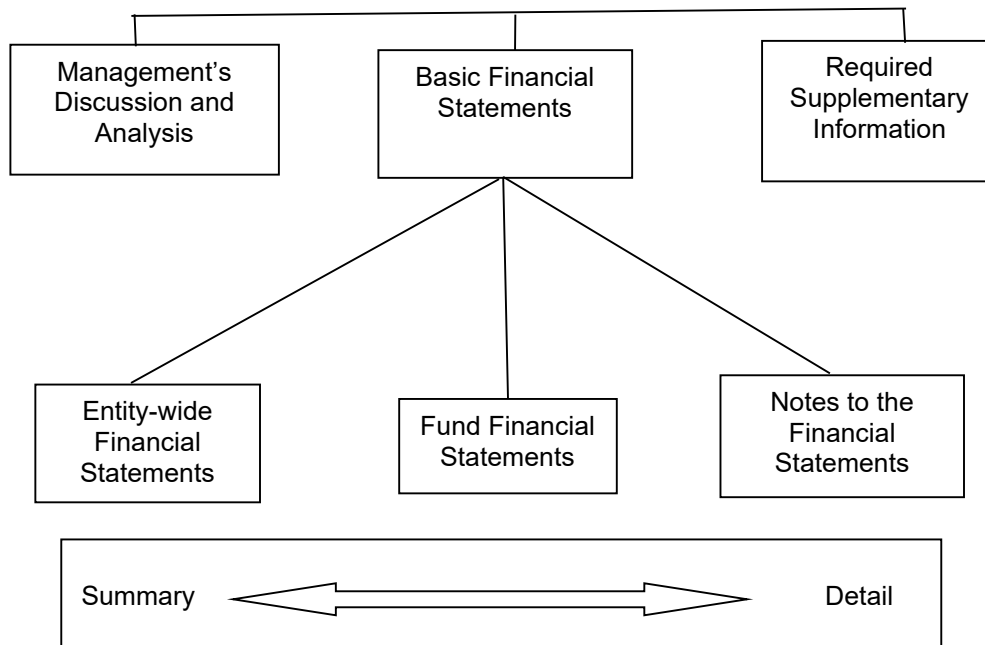 Management’s
Discussion and
Analysis
Basic Financial
Statements
Required
Supplementary
Information
Entity-wide
Financial
Statements
Fund Financial
Statements
Notes to the
Financial
Statements
Summary
Detail